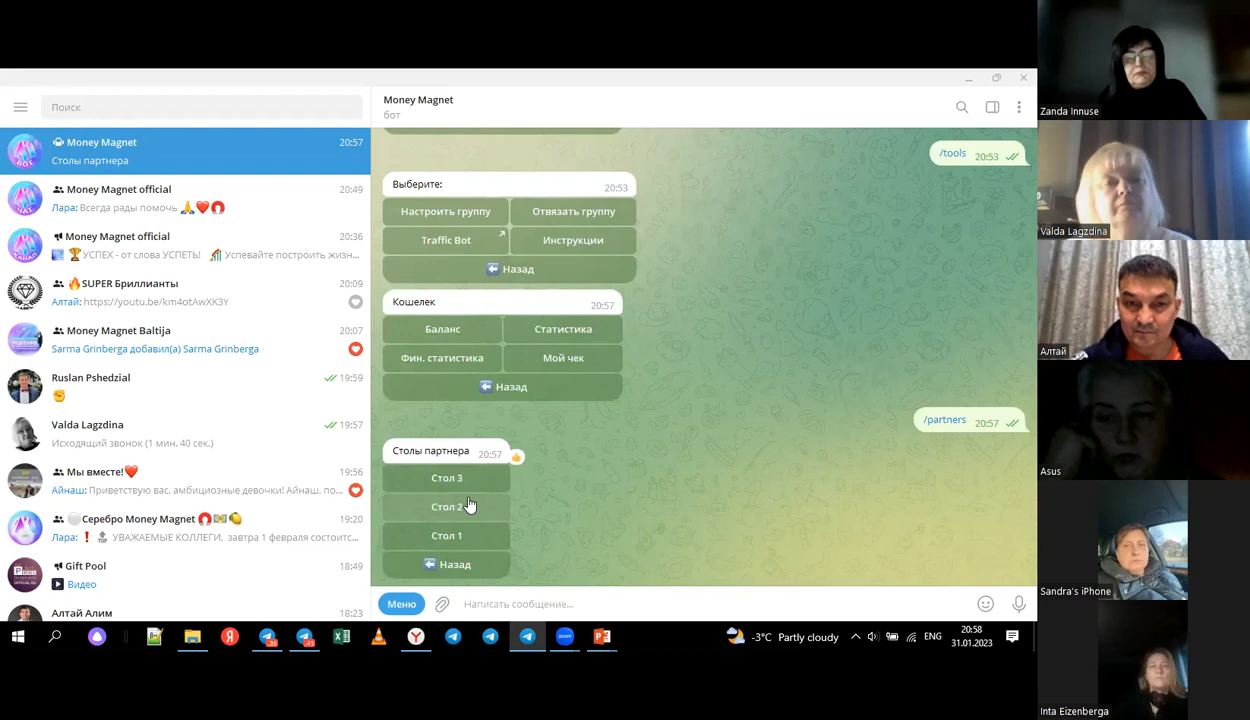 Поиск
Money Magnet 20:57
Столы партнера
Money Magnet official 20:49
Лара: Всегда рады помочь
Money Magnet official 20:36
УСПЕХ - от слова УСПЕТЬ! Успевайте построить жизн...
SUPER Бриллианты 20:09
Алтай: https://youtu.be/km4otAwXK3Y
Money Magnet Baltija 20:07
Sarma Grinberga добавил(а) Sarma Grinberga
Ruslan Pshedzial 19:59
Valda Lagzdina 19:57
Исходящий звонок (1 мин. 40 сек.)
Мы вместе! 19:56
Айнаш: Приветствую вас, амбициозные девочки! Айнаш, по...
Серебро Money Magnet 19:20
Лара: УВАЖАЕМЫЕ КОЛЛЕГИ, завтра 1 февраля состоитс...
Gift Pool 18:49
Видео
Алтай Алим 18:23
Money Magnet
бот
/tools 20:53
Выберите: 20:53
Настроить группу Отвязать группу
Traffic Bot Инструкции
Назад
Кошелек 20:57
Баланс Статистика
Фин. статистика Мой чек
Назад
/partners 20:57
Столы партнера 20:57
Стол 3
Стол 2
Стол 1
Назад
Меню Написать сообщение...
-3°C Partly cloudy ENG 20:58
31.01.2023
Zanda Innuse
Valda Lagzdina
Алтай
Asus
Sandra's iPhone
Inta Eizenberga